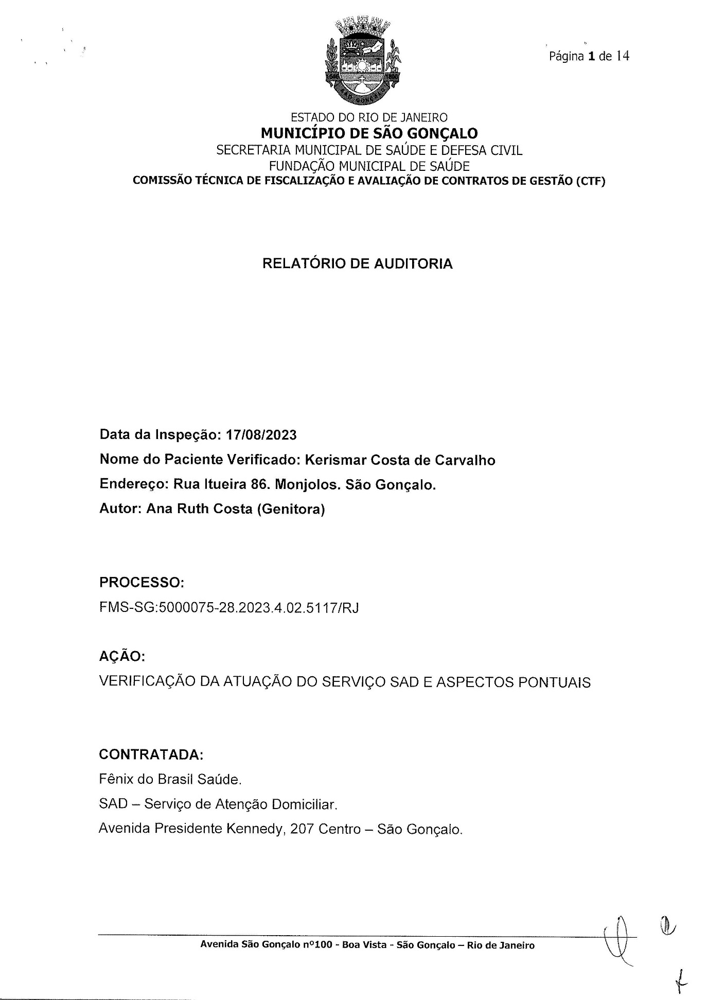 Página 1 de 14
SÃO GONÇALO
ESTADO DO RIO DE JANEIRO
MUNICÍPIO DE SÃO GONÇALO
SECRETARIA MUNICIPAL DE SAÚDE E DEFESA CIVIL
FUNDAÇÃO MUNICIPAL DE SAÚDE
COMISSÃO TÉCNICA DE FISCALIZAÇÃO E AVALIAÇÃO DE CONTRATOS DE GESTÃO (CTF)
RELATÓRIO DE AUDITORIA
Data da Inspeção: 17/08/2023
Nome do Paciente Verificado: Kerismar Costa de Carvalho
Endereço: Rua Itueira 86. Monjolos. São Gonçalo.
Autor: Ana Ruth Costa (Genitora)
PROCESSO:
FMS-SG:5000075-28.2023.4.02.5117/RJ
AÇÃO:
VERIFICAÇÃO DA ATUAÇÃO DO SERVIÇO SAD E ASPECTOS PONTUAIS
CONTRATADA:
Fênix do Brasil Saúde.
SAD – Serviço de Atenção Domiciliar.
Avenida Presidente Kennedy, 207 Centro – São Gonçalo.
Avenida São Gonçalo nº100 - Boa Vista - São Gonçalo – Rio de Janeiro